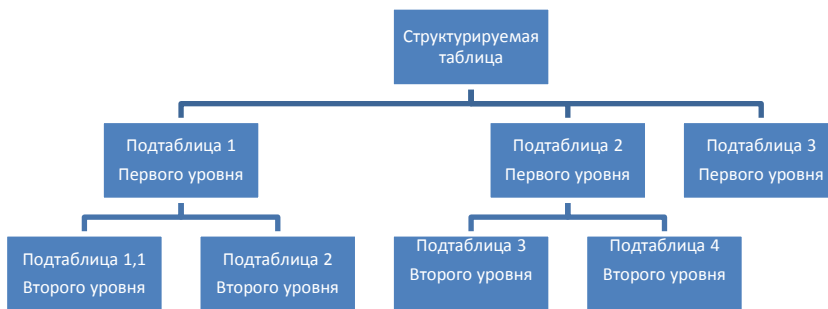 Структурируемая
таблица
Подтаблица 1
Первого уровня
Подтаблица 2
Первого уровня
Подтаблица 3
Первого уровня
Подтаблица 1,1
Второго уровня
Подтаблица 2
Второго уровня
Подтаблица 3
Второго уровня
Подтаблица 4
Второго уровня